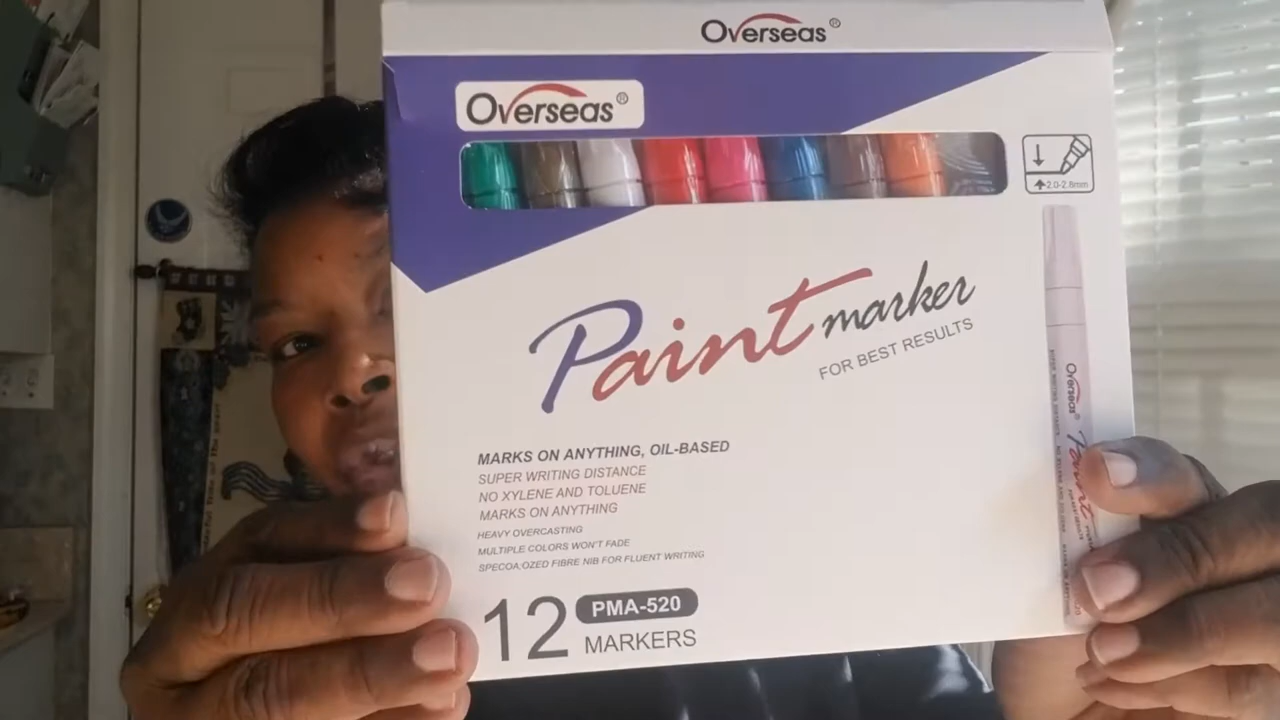 Overseas®
Overseas®
2.0-2.8mm
Paint marker
FOR BEST RESULTS
MARKS ON ANYTHING, OIL-BASED
SUPER WRITING DISTANCE
NO XYLENE AND TOLUENE
MARKS ON ANYTHING
HEAVY OVERCASTING
MULTIPLE COLORS WON'T FADE
SPECOA,OZED FIBRE NIB FOR FLUENT WRITING
12 PMA-520
MARKERS
Overseas® Paint